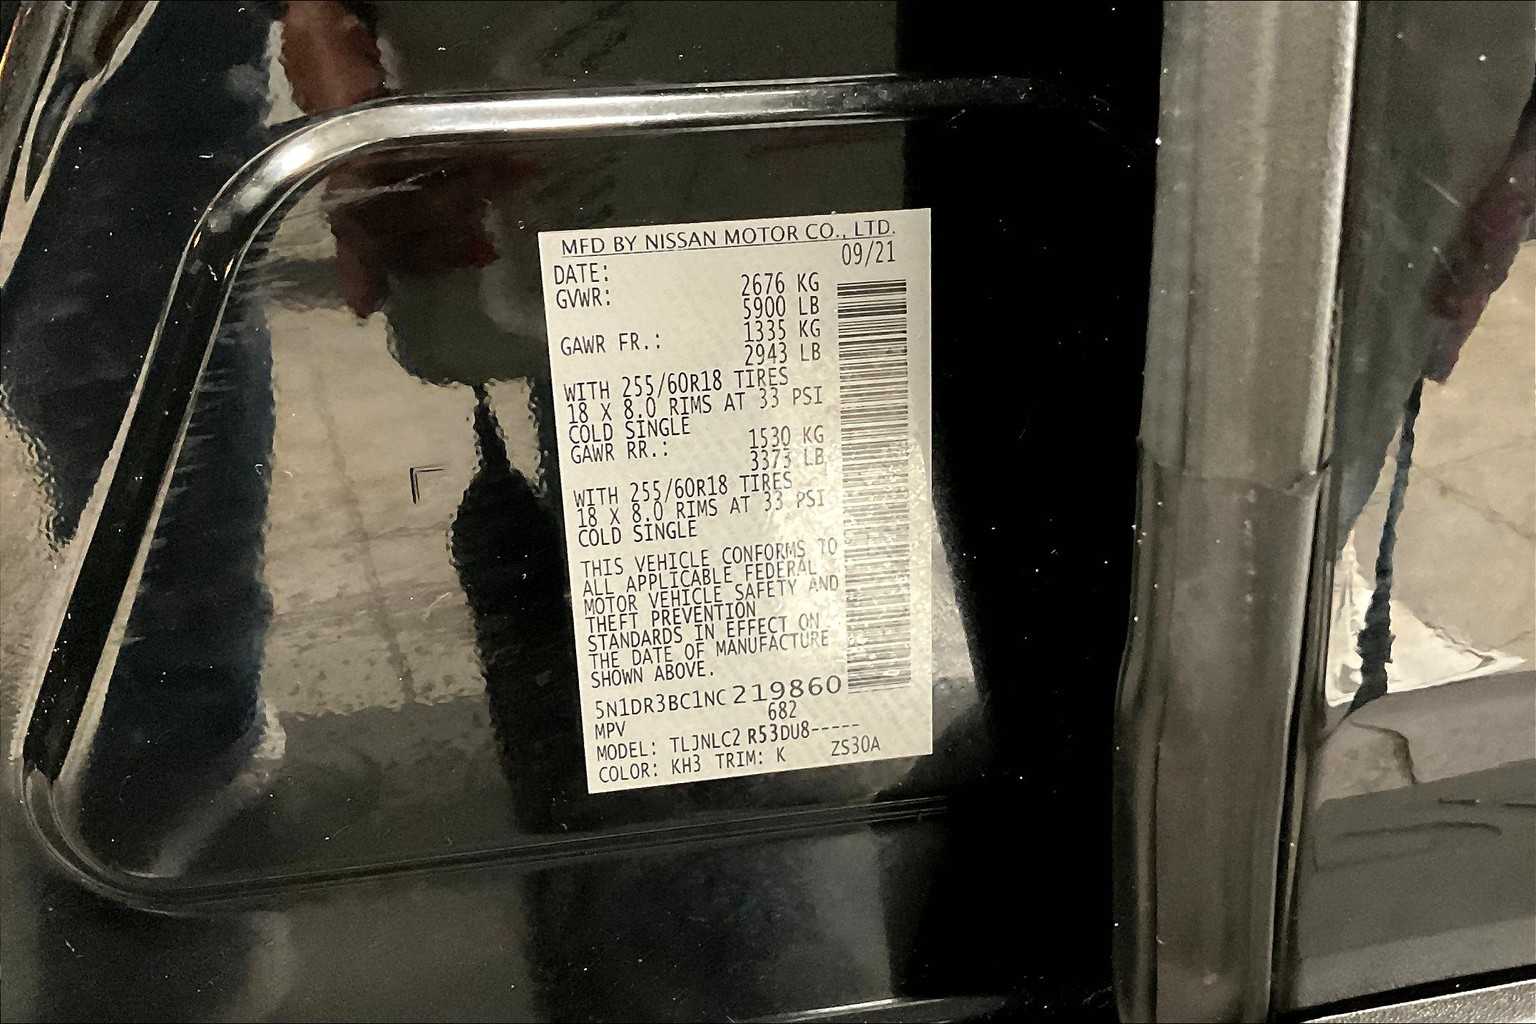 MFD BY NISSAN MOTOR CO., LTD.
DATE: 09/21
GVWR: 2676 KG
5900 LB
GAWR FR.: 1335 KG
2943 LB
WITH 255/60R18 TIRES
18 X 8.0 RIMS AT 33 PSI
COLD SINGLE
GAWR RR.: 1530 KG
3373 LB
WITH 255/60R18 TIRES
18 X 8.0 RIMS AT 33 PSI
COLD SINGLE
THIS VEHICLE CONFORMS TO
ALL APPLICABLE FEDERAL
MOTOR VEHICLE SAFETY AND
THEFT PREVENTION
STANDARDS IN EFFECT ON
THE DATE OF MANUFACTURE
SHOWN ABOVE.
5N1DR3BC1NC219860
MPV 682
MODEL: TLJNLC2 R53DU8-----
COLOR: KH3 TRIM: K ZS30A